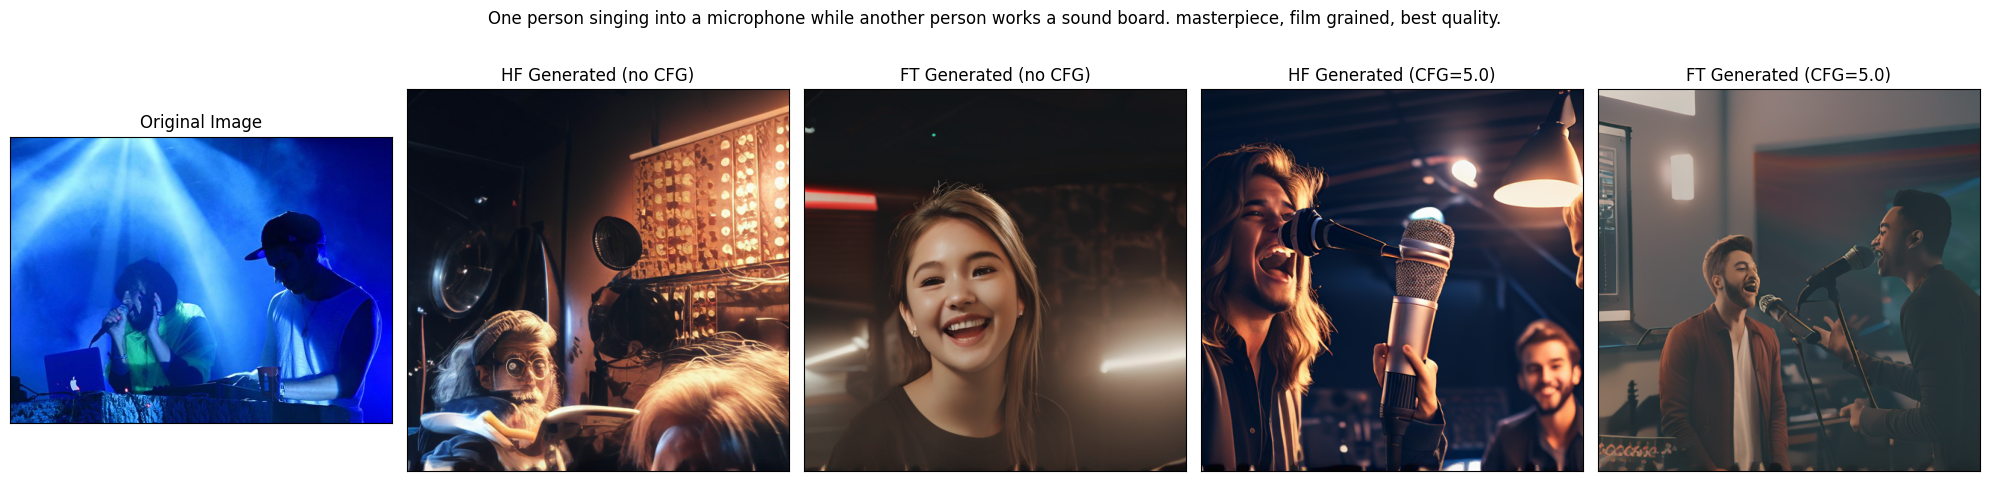 One person singing into a microphone while another person works a sound board. masterpiece, film grained, best quality.
Original Image
HF Generated (no CFG)
FT Generated (no CFG)
HF Generated (CFG=5.0)
FT Generated (CFG=5.0)